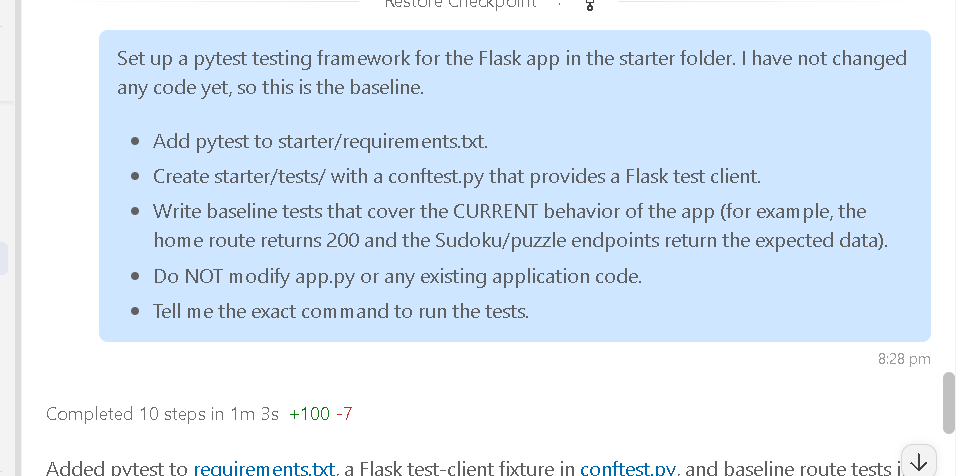 Restore Checkpoint
Set up a pytest testing framework for the Flask app in the starter folder. I have not changed
any code yet, so this is the baseline.
• Add pytest to starter/requirements.txt.
• Create starter/tests/ with a conftest.py that provides a Flask test client.
• Write baseline tests that cover the CURRENT behavior of the app (for example, the
home route returns 200 and the Sudoku/puzzle endpoints return the expected data).
• Do NOT modify app.py or any existing application code.
• Tell me the exact command to run the tests.
8:28 pm
Completed 10 steps in 1m 3s +100 -7
Added pytest to requirements.txt, a Flask test-client fixture in conftest.py, and baseline route tests